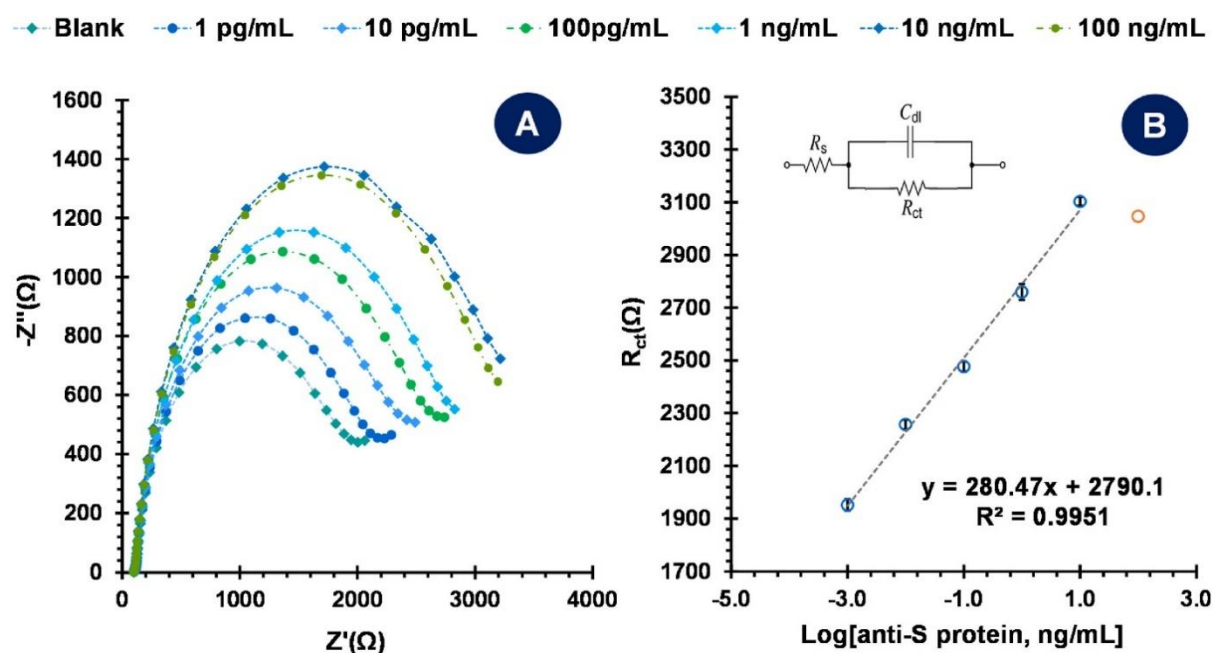 Blank 1 pg/mL 10 pg/mL 100pg/mL 1 ng/mL 10 ng/mL 100 ng/mL
A
-Z''(Ω)
1600
1400
1200
1000
800
600
400
200
0
0 1000 2000 3000 4000
Z'(Ω)
B
Rct(Ω)
3500
3300
3100
2900
2700
2500
2300
2100
1900
1700
Cdl
Rs
Rct
y = 280.47x + 2790.1
R² = 0.9951
-5.0 -3.0 -1.0 1.0 3.0
Log[anti-S protein, ng/mL]